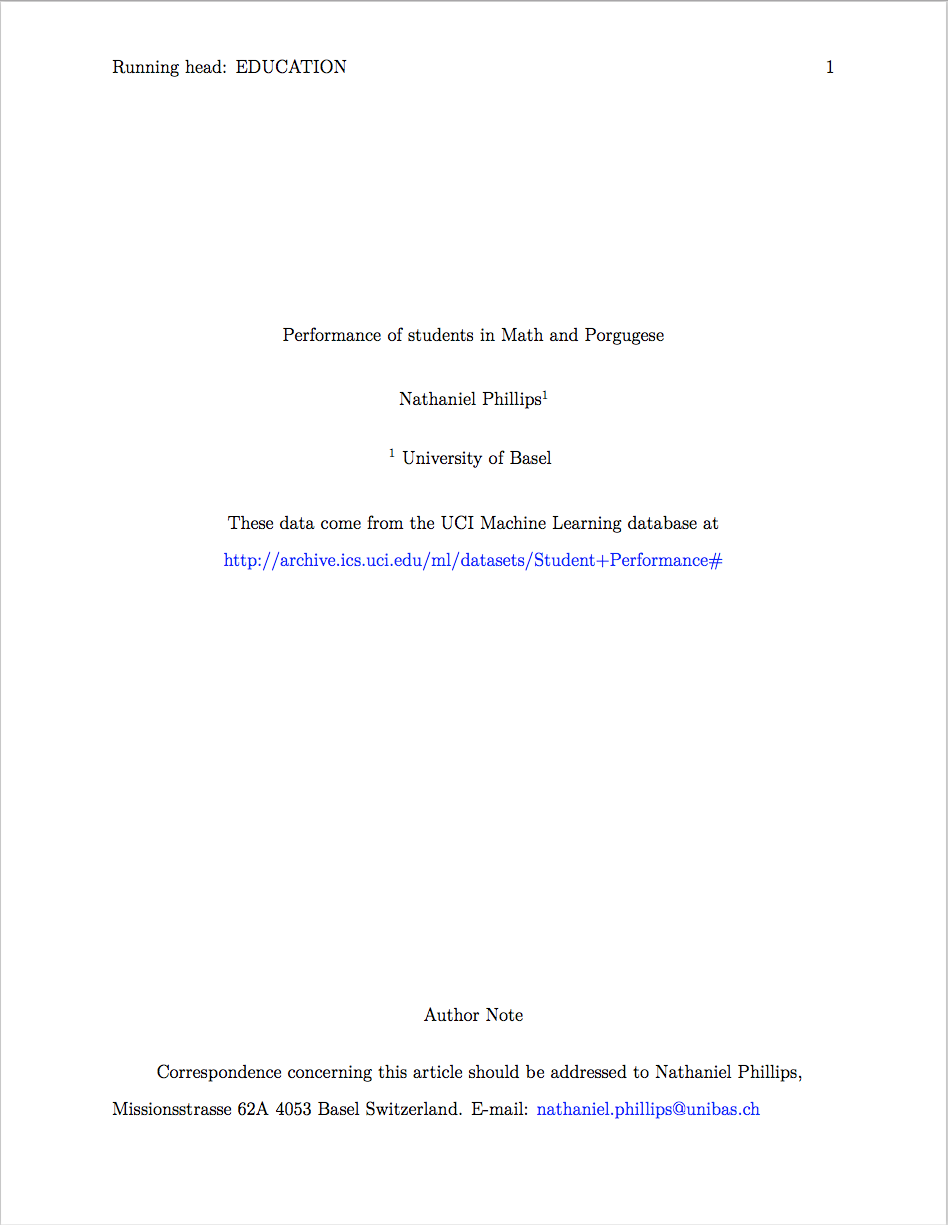 Running head: EDUCATION 1
Performance of students in Math and Porgugese
Nathaniel Phillips¹
¹ University of Basel
These data come from the UCI Machine Learning database at
http://archive.ics.uci.edu/ml/datasets/Student+Performance#
Author Note
Correspondence concerning this article should be addressed to Nathaniel Phillips,
Missionsstrasse 62A 4053 Basel Switzerland. E-mail: nathaniel.phillips@unibas.ch